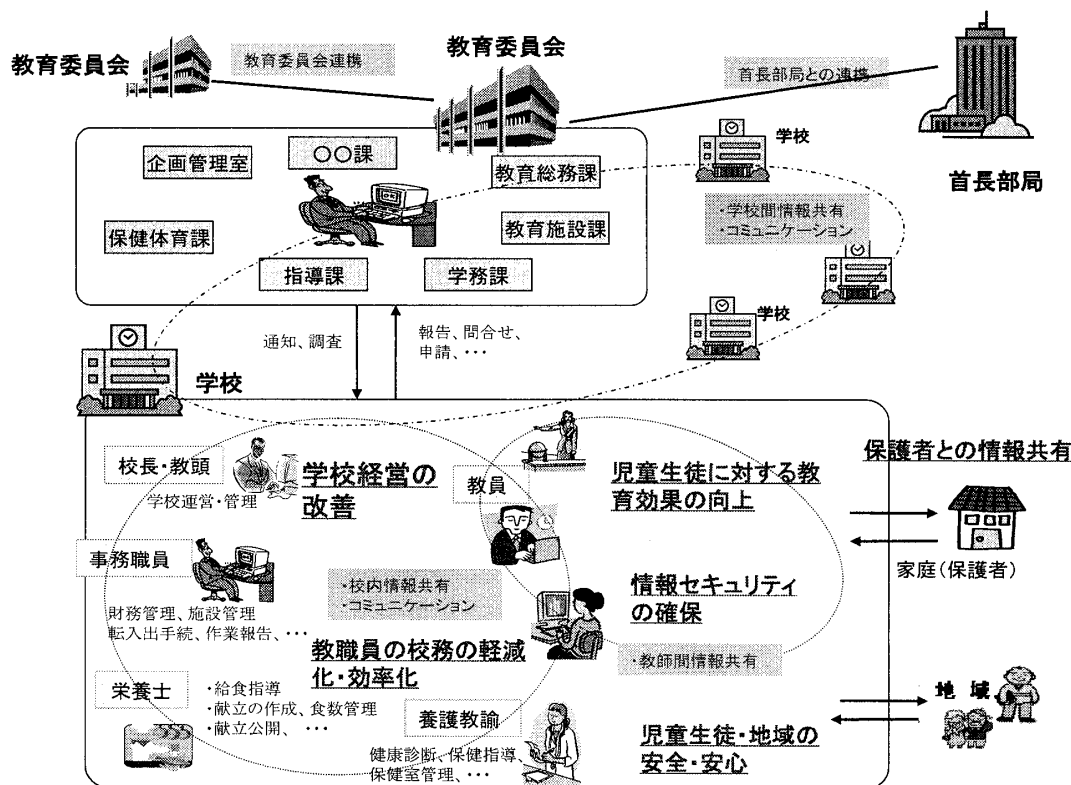 教育委員会
教育委員会連携
教育委員会
首長部局との連携
首長部局
企画管理室
○○課
教育総務課
保健体育課
教育施設課
指導課
学務課
学校
・学校間情報共有
・コミュニケーション
学校
通知、調査
報告、問合せ、
申請、・・・
学校
校長・教頭
学校運営・管理
学校経営の
改善
教員
児童生徒に対する教
育効果の向上
保護者との情報共有
事務職員
財務管理、施設管理
転入出手続、作業報告、・・・
・校内情報共有
・コミュニケーション
情報セキュリティ
の確保
家庭(保護者)
教職員の校務の軽減
化・効率化
・教師間情報共有
栄養士
・給食指導
・献立の作成、食数管理
・献立公開、・・・
養護教諭
健康診断、保健指導、
保健室管理、・・・
児童生徒・地域の
安全・安心
地域